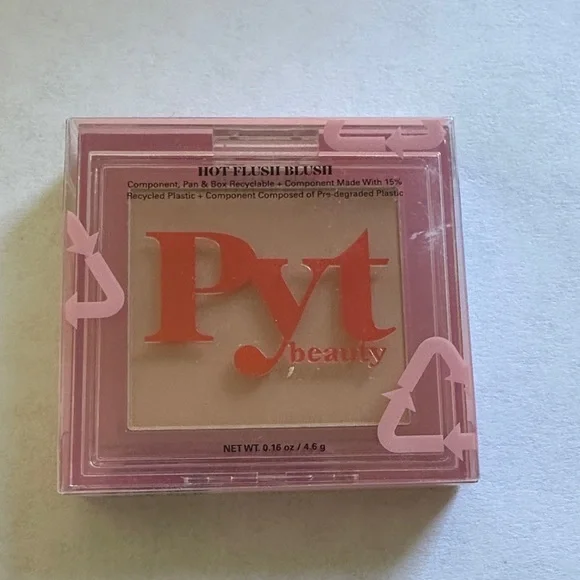 HOT FLUSH BLUSH
Component, Pan & Box Recyclable + Component Made With 15%
Recycled Plastic + Component Composed of Pre-degraded Plastic
Pyt
beauty
NET WT. 0.16 oz / 4.6 g